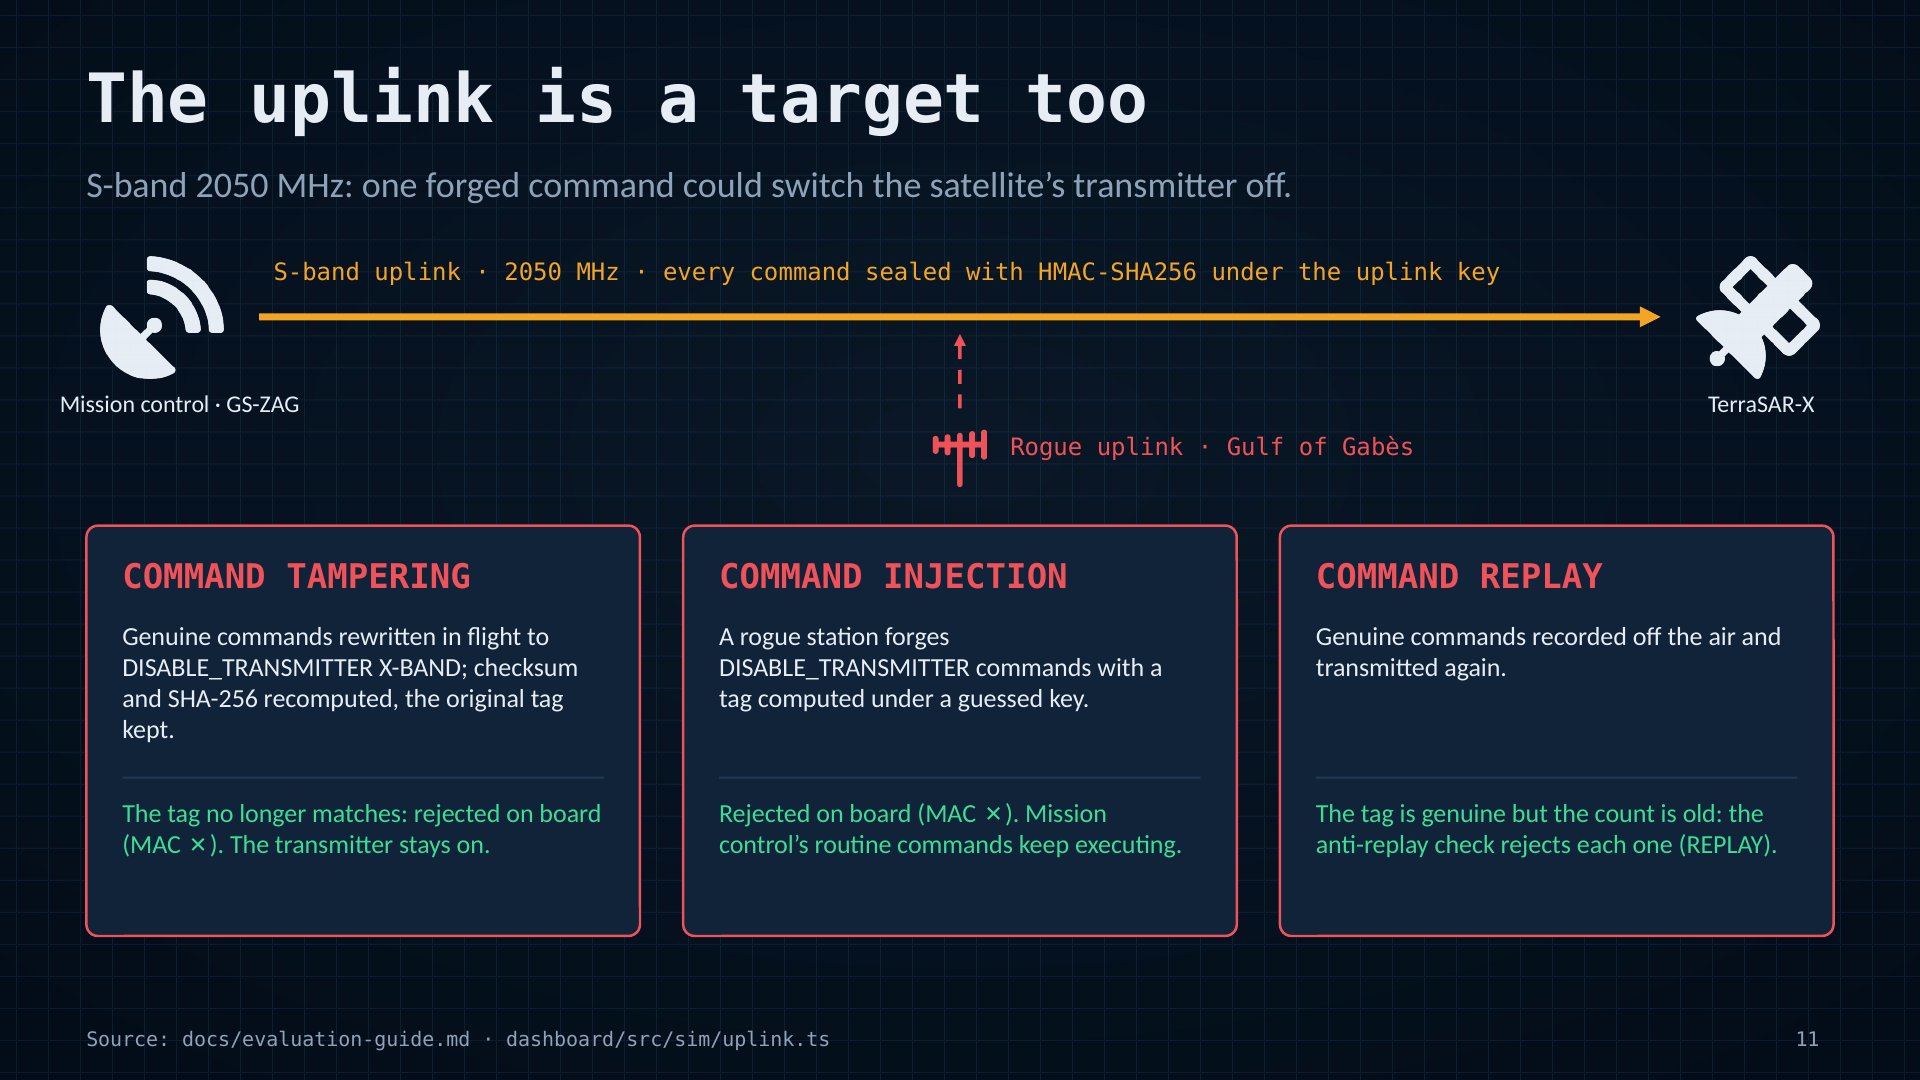 The uplink is a target too
S-band 2050 MHz: one forged command could switch the satellite’s transmitter off.
S-band uplink · 2050 MHz · every command sealed with HMAC-SHA256 under the uplink key
Mission control · GS-ZAG
TerraSAR-X
Rogue uplink · Gulf of Gabès
COMMAND TAMPERING
Genuine commands rewritten in flight to
DISABLE_TRANSMITTER X-BAND; checksum
and SHA-256 recomputed, the original tag
kept.
The tag no longer matches: rejected on board
(MAC ×). The transmitter stays on.
COMMAND INJECTION
A rogue station forges
DISABLE_TRANSMITTER commands with a
tag computed under a guessed key.
Rejected on board (MAC ×). Mission
control’s routine commands keep executing.
COMMAND REPLAY
Genuine commands recorded off the air and
transmitted again.
The tag is genuine but the count is old: the
anti-replay check rejects each one (REPLAY).
Source: docs/evaluation-guide.md · dashboard/src/sim/uplink.ts
11